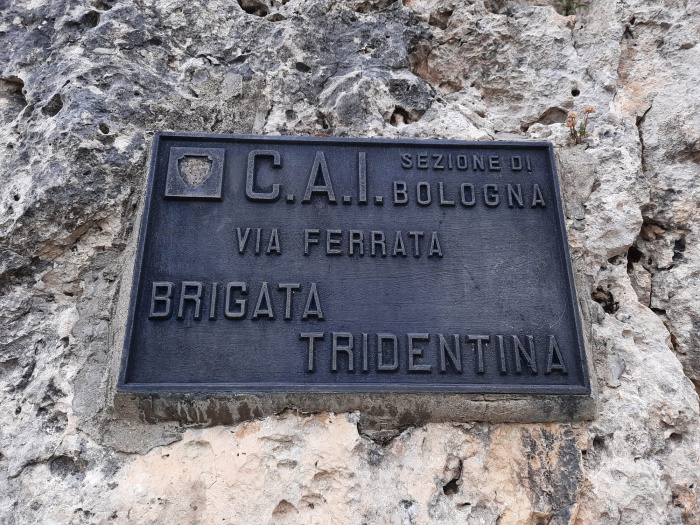 C.A.I. SEZIONE DI
BOLOGNA
VIA FERRATA
BRIGATA
TRIDENTINA